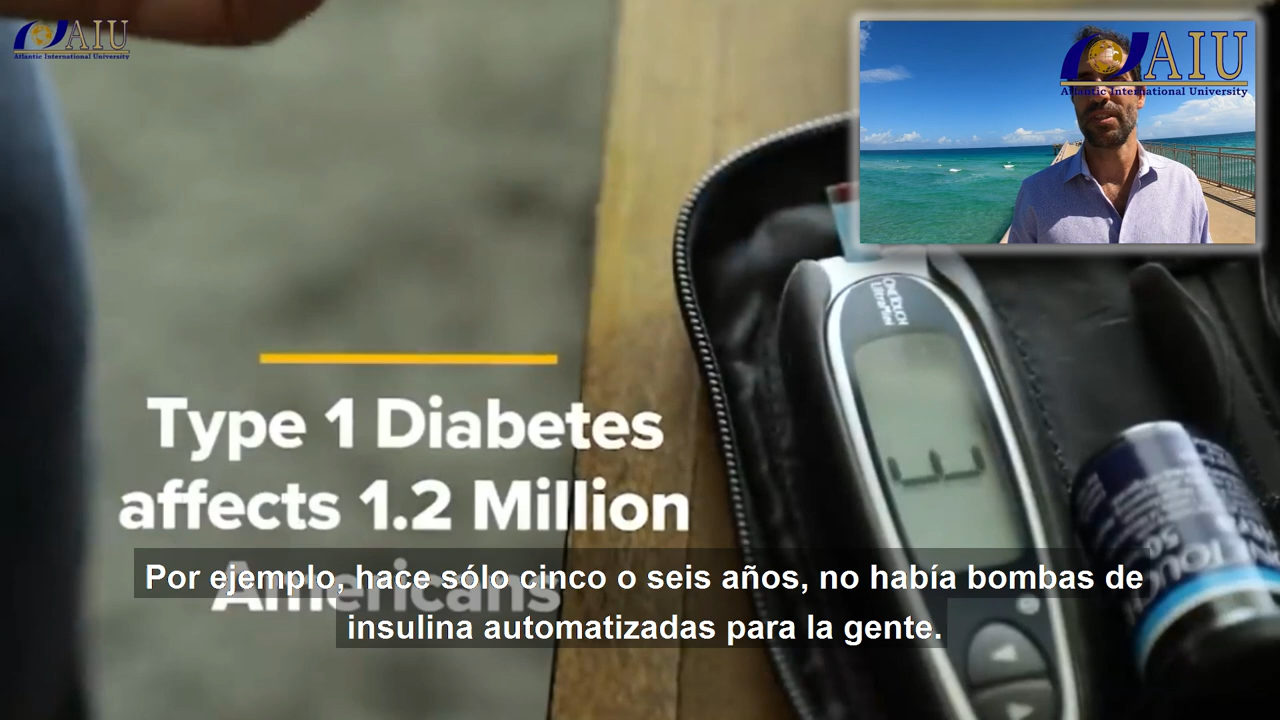 AIU
Atlantic International University
AIU
Atlantic International University
ONETOUCH
UltraMini
Type 1 Diabetes
affects 1.2 Million
Americans
Por ejemplo, hace sólo cinco o seis años, no había bombas de
insulina automatizadas para la gente.